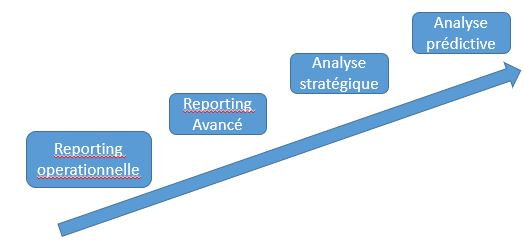 Analyse
prédictive
Analyse
stratégique
Reporting
Avancé
Reporting
operationnelle